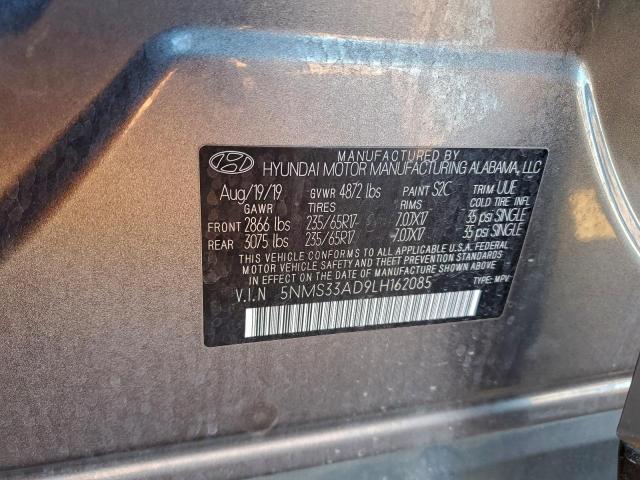 MANUFACTURED BY
HYUNDAI MOTOR MANUFACTURING ALABAMA, LLC
Aug/19/19 GVWR 4872 lbs PAINT S2C TRIM UUE
GAWR TIRES RIMS COLD TIRE INFL.
FRONT 2866 lbs 235/65R17 7.0JX17 35 psi SINGLE
REAR 3075 lbs 235/65R17 7.0JX17 35 psi SINGLE
THIS VEHICLE CONFORMS TO ALL APPLICABLE U.S.A. FEDERAL
MOTOR VEHICLE SAFETY AND THEFT PREVENTION STANDARDS
IN EFFECT ON THE DATE OF MANUFACTURE SHOWN ABOVE.
V.I.N 5NMS33AD9LH162085 TYPE: MPV